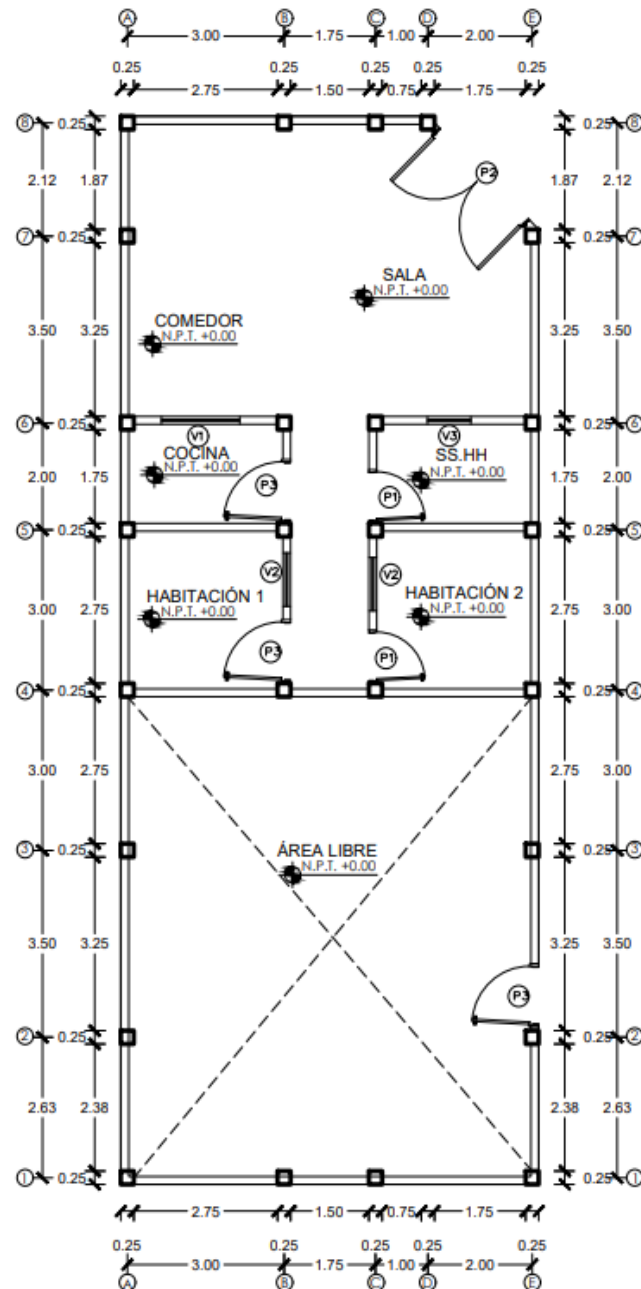 A B C D E
3.00 1.75 1.00 2.00
0.25 0.25 0.25 0.25 0.25
2.75 1.50 0.75 1.75
8 0.25 0.25 8
2.12 1.87 P2 1.87 2.12
7 0.25 0.25 7
SALA
N.P.T. +0.00
3.50 3.25 3.25 3.50
COMEDOR
N.P.T. +0.00
6 0.25 0.25 6
V1 V3
COCINA SS.HH
N.P.T. +0.00 N.P.T. +0.00
2.00 1.75 1.75 2.00
P3 P1
5 0.25 0.25 5
V2 V2
HABITACIÓN 1 HABITACIÓN 2
N.P.T. +0.00 N.P.T. +0.00
3.00 2.75 2.75 3.00
P3 P1
4 0.25 0.25 4
3.00 2.75 2.75 3.00
3 0.25 0.25 3
ÁREA LIBRE
N.P.T. +0.00
3.50 3.25 3.25 3.50
P3
2 0.25 0.25 2
2.63 2.38 2.38 2.63
1 0.25 0.25 1
2.75 1.50 0.75 1.75
0.25 0.25 0.25 0.25 0.25
3.00 1.75 1.00 2.00
A B C D E